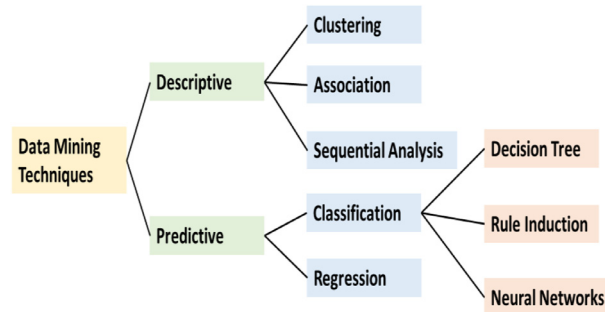 Data Mining
Techniques
Descriptive
Clustering
Association
Sequential Analysis
Predictive
Classification
Decision Tree
Rule Induction
Neural Networks
Regression